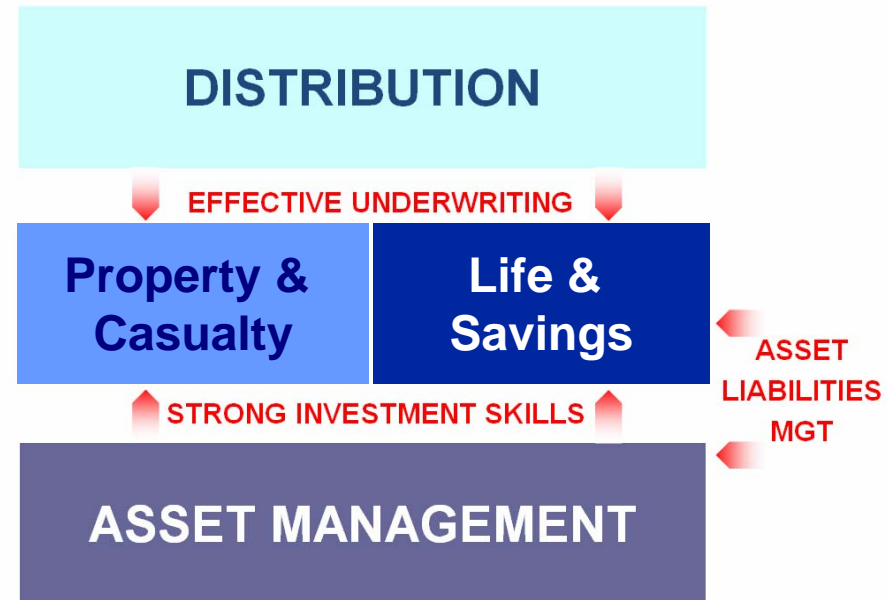 DISTRIBUTION
EFFECTIVE UNDERWRITING
Property &
Casualty
Life &
Savings
ASSET
LIABILITIES
MGT
STRONG INVESTMENT SKILLS
ASSET MANAGEMENT